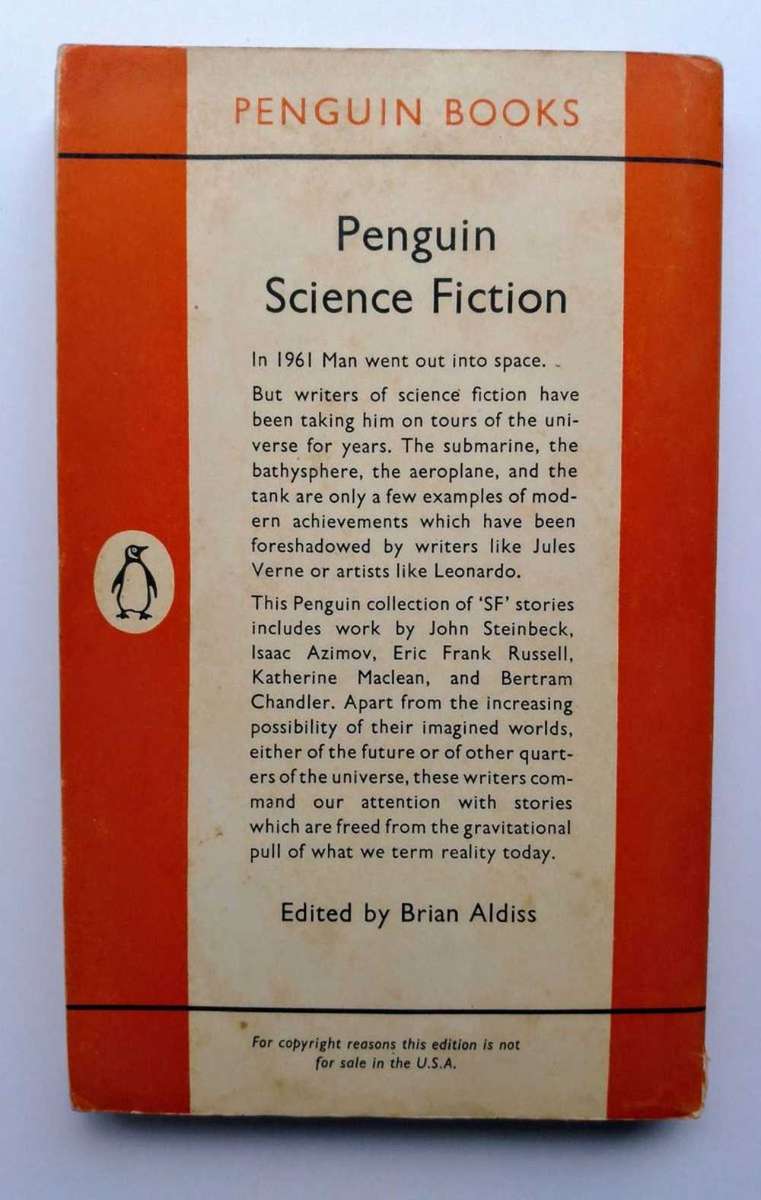 PENGUIN BOOKS
Penguin
Science Fiction
In 1961 Man went out into space.
But writers of science fiction have
been taking him on tours of the uni-
verse for years. The submarine, the
bathysphere, the aeroplane, and the
tank are only a few examples of mod-
ern achievements which have been
foreshadowed by writers like Jules
Verne or artists like Leonardo.
This Penguin collection of ‘SF’ stories
includes work by John Steinbeck,
Isaac Azimov, Eric Frank Russell,
Katherine Maclean, and Bertram
Chandler. Apart from the increasing
possibility of their imagined worlds,
either of the future or of other quart-
ers of the universe, these writers com-
mand our attention with stories
which are freed from the gravitational
pull of what we term reality today.
Edited by Brian Aldiss
For copyright reasons this edition is not
for sale in the U.S.A.